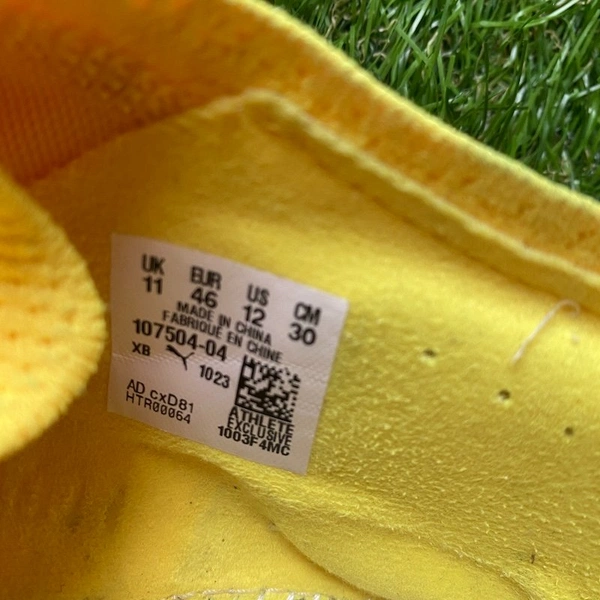 UK EUR US CM
11 46 12 30
MADE IN CHINA
FABRIQUE EN CHINE
107504-04
XB 1023
AD cxD81
HTR00064
ATHLETE
EXCLUSIVE
1003F4MC